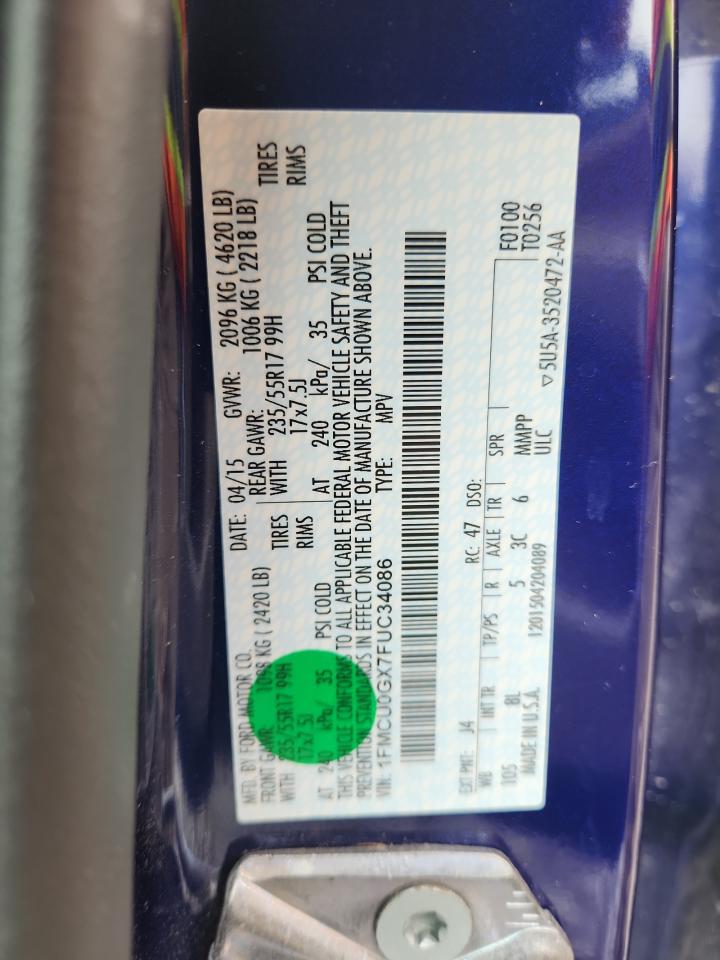 MFD. BY FORD MOTOR CO.
DATE: 04/15 GVWR: 2096 KG ( 4620 LB)
FRONT GAWR: 1098 KG ( 2420 LB) REAR GAWR: 1006 KG ( 2218 LB)
WITH 235/55R17 99H TIRES WITH 235/55R17 99H TIRES
17x7.5J RIMS 17x7.5J RIMS
AT 240 kPa/ 35 PSI COLD AT 240 kPa/ 35 PSI COLD
THIS VEHICLE CONFORMS TO ALL APPLICABLE FEDERAL MOTOR VEHICLE SAFETY AND THEFT
PREVENTION STANDARDS IN EFFECT ON THE DATE OF MANUFACTURE SHOWN ABOVE.
VIN: 1FMCU0GX7FUC34086 TYPE: MPV
EXT PNT: J4 RC: 47 DSO:
WB INT TR TP/PS R AXLE TR SPR F0100
105 8L 5 3C 6 MMPP T0256
MADE IN U.S.A. 1201504204089 ULC ▽5U5A-3520472-AA